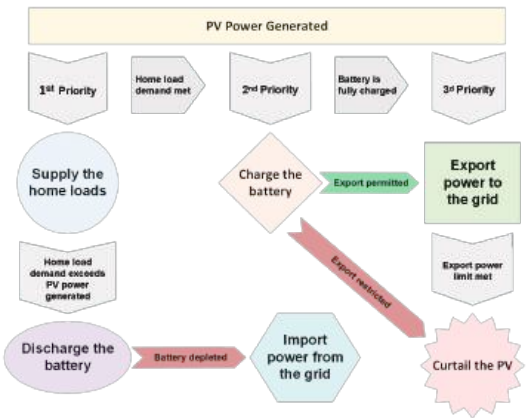 PV Power Generated
1st Priority
Home load
demand met
2nd Priority
Battery is
fully charged
3rd Priority
Supply the
home loads
Charge the
battery
Export permitted
Export
power to
the grid
Home load
demand exceeds
PV power
generated
Export restricted
Export power
limit met
Discharge the
battery
Battery depleted
Import
power from
the grid
Curtail the PV